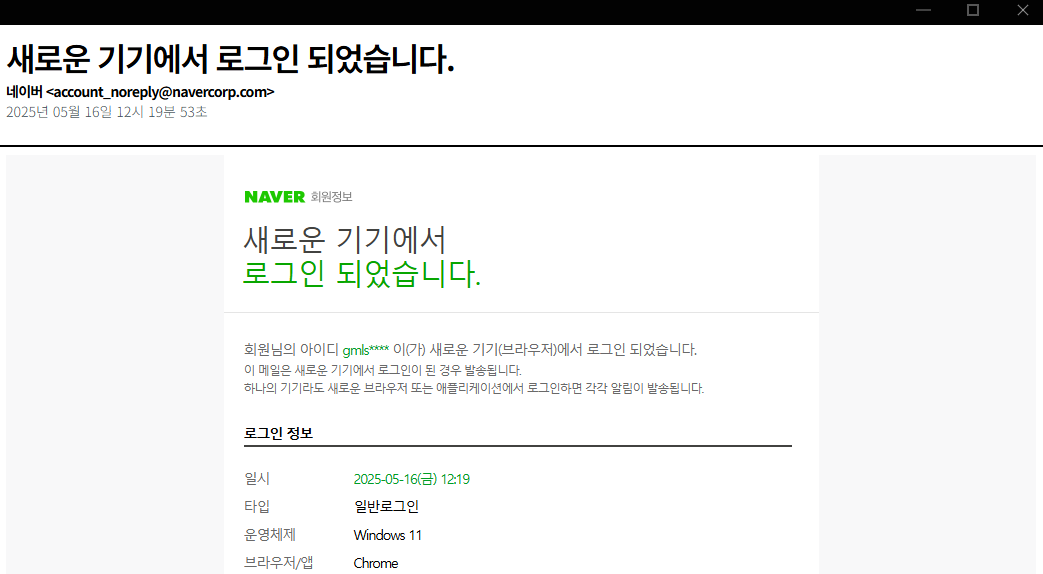 새로운 기기에서 로그인 되었습니다.
네이버 <account_noreply@navercorp.com>
2025년 05월 16일 12시 19분 53초
NAVER 회원정보
새로운 기기에서
로그인 되었습니다.
회원님의 아이디 gmls**** 이(가) 새로운 기기(브라우저)에서 로그인 되었습니다.
이 메일은 새로운 기기에서 로그인이 된 경우 발송됩니다.
하나의 기기라도 새로운 브라우저 또는 애플리케이션에서 로그인하면 각각 알림이 발송됩니다.
로그인 정보
일시 2025-05-16(금) 12:19
타입 일반로그인
운영체제 Windows 11
브라우저/앱 Chrome